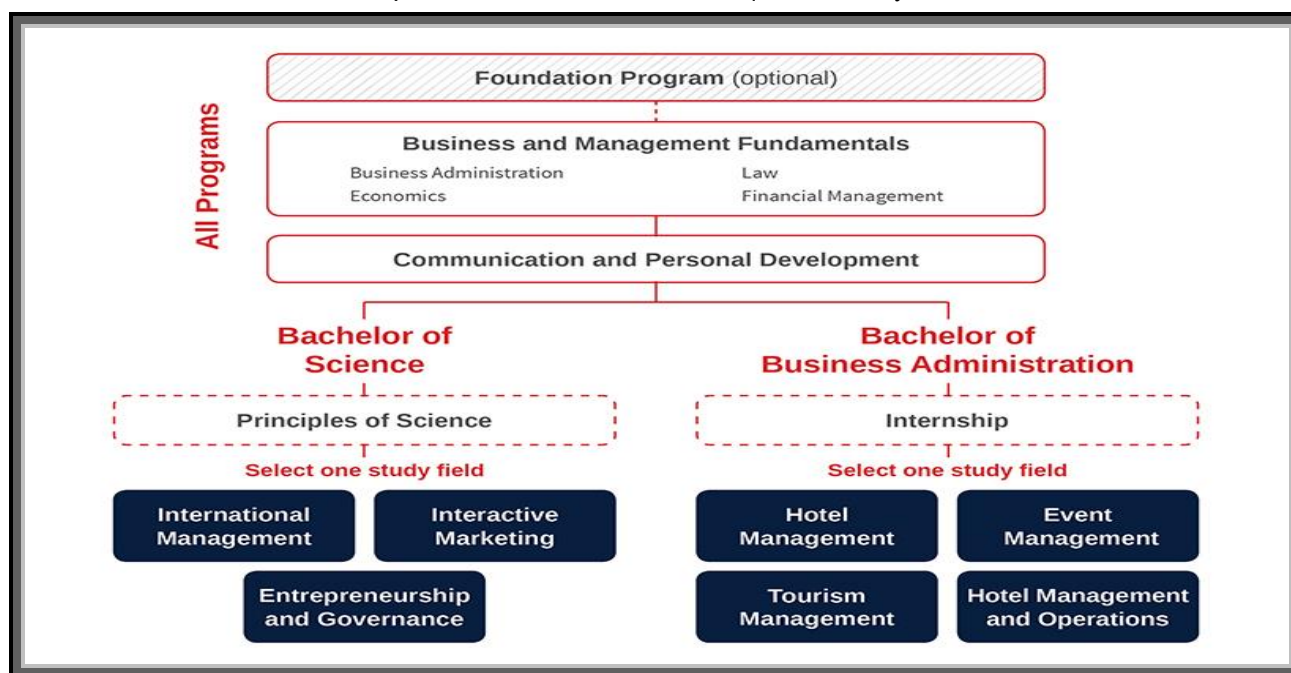 Foundation Program (optional)
All Programs
Business and Management Fundamentals
Business Administration
Economics
Law
Financial Management
Communication and Personal Development
Bachelor of
Science
Principles of Science
Select one study field
International
Management
Interactive
Marketing
Entrepreneurship
and Governance
Bachelor of
Business Administration
Internship
Select one study field
Hotel
Management
Event
Management
Tourism
Management
Hotel Management
and Operations